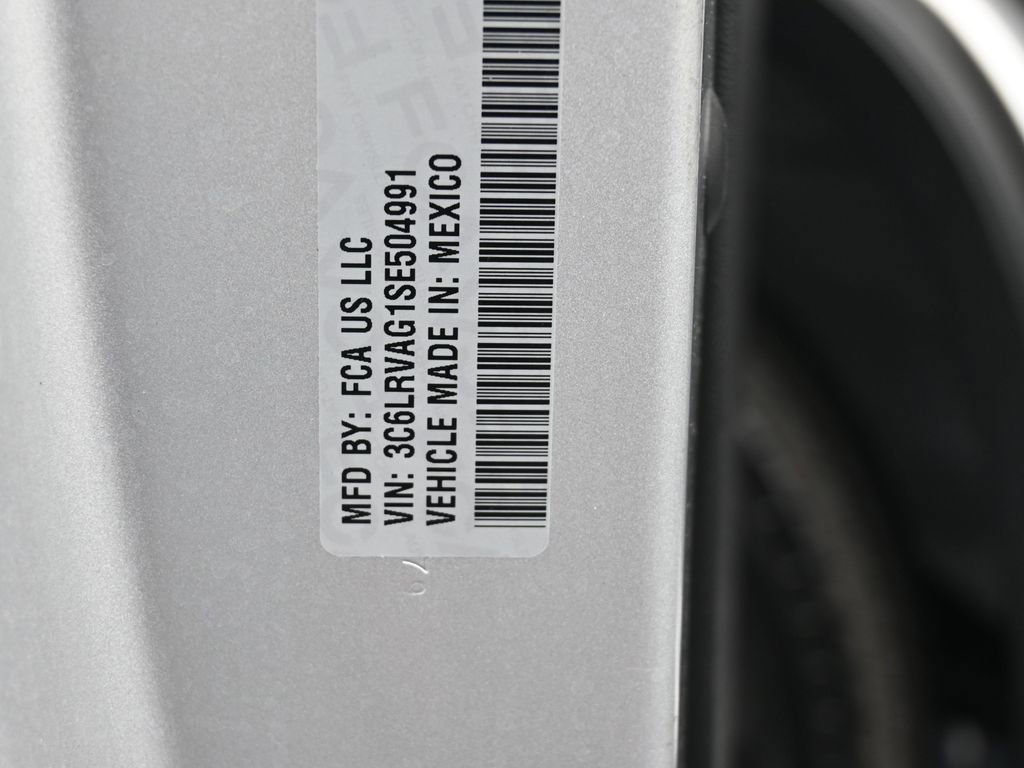 MFD BY: FCA US LLC
VIN: 3C6LRVAG1SE504991
VEHICLE MADE IN: MEXICO